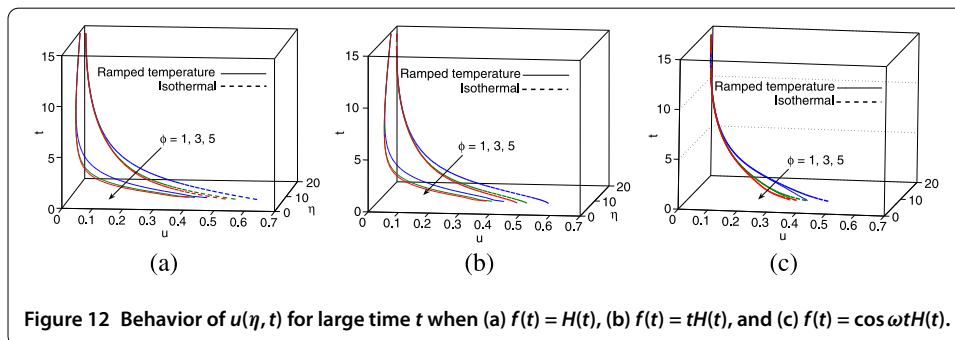 15
Ramped temperature
Isothermal
10
t
ϕ = 1, 3, 5
5
20
10
η
0
0
0
0.1
0.2
0.3
0.4
0.5
0.6
0.7
u
(a)
15
Ramped temperature
Isothermal
10
t
ϕ = 1, 3, 5
5
20
10
η
0
0
0
0.1
0.2
0.3
0.4
0.5
0.6
0.7
u
(b)
15
Ramped temperature
Isothermal
10
t
ϕ = 1, 3, 5
5
20
10
0
0
0
0.1
0.2
0.3
0.4
0.5
0.6
0.7
u
(c)
Figure 12 Behavior of u(η, t) for large time t when (a) f(t) = H(t), (b) f(t) = tH(t), and (c) f(t) = cos ωtH(t).